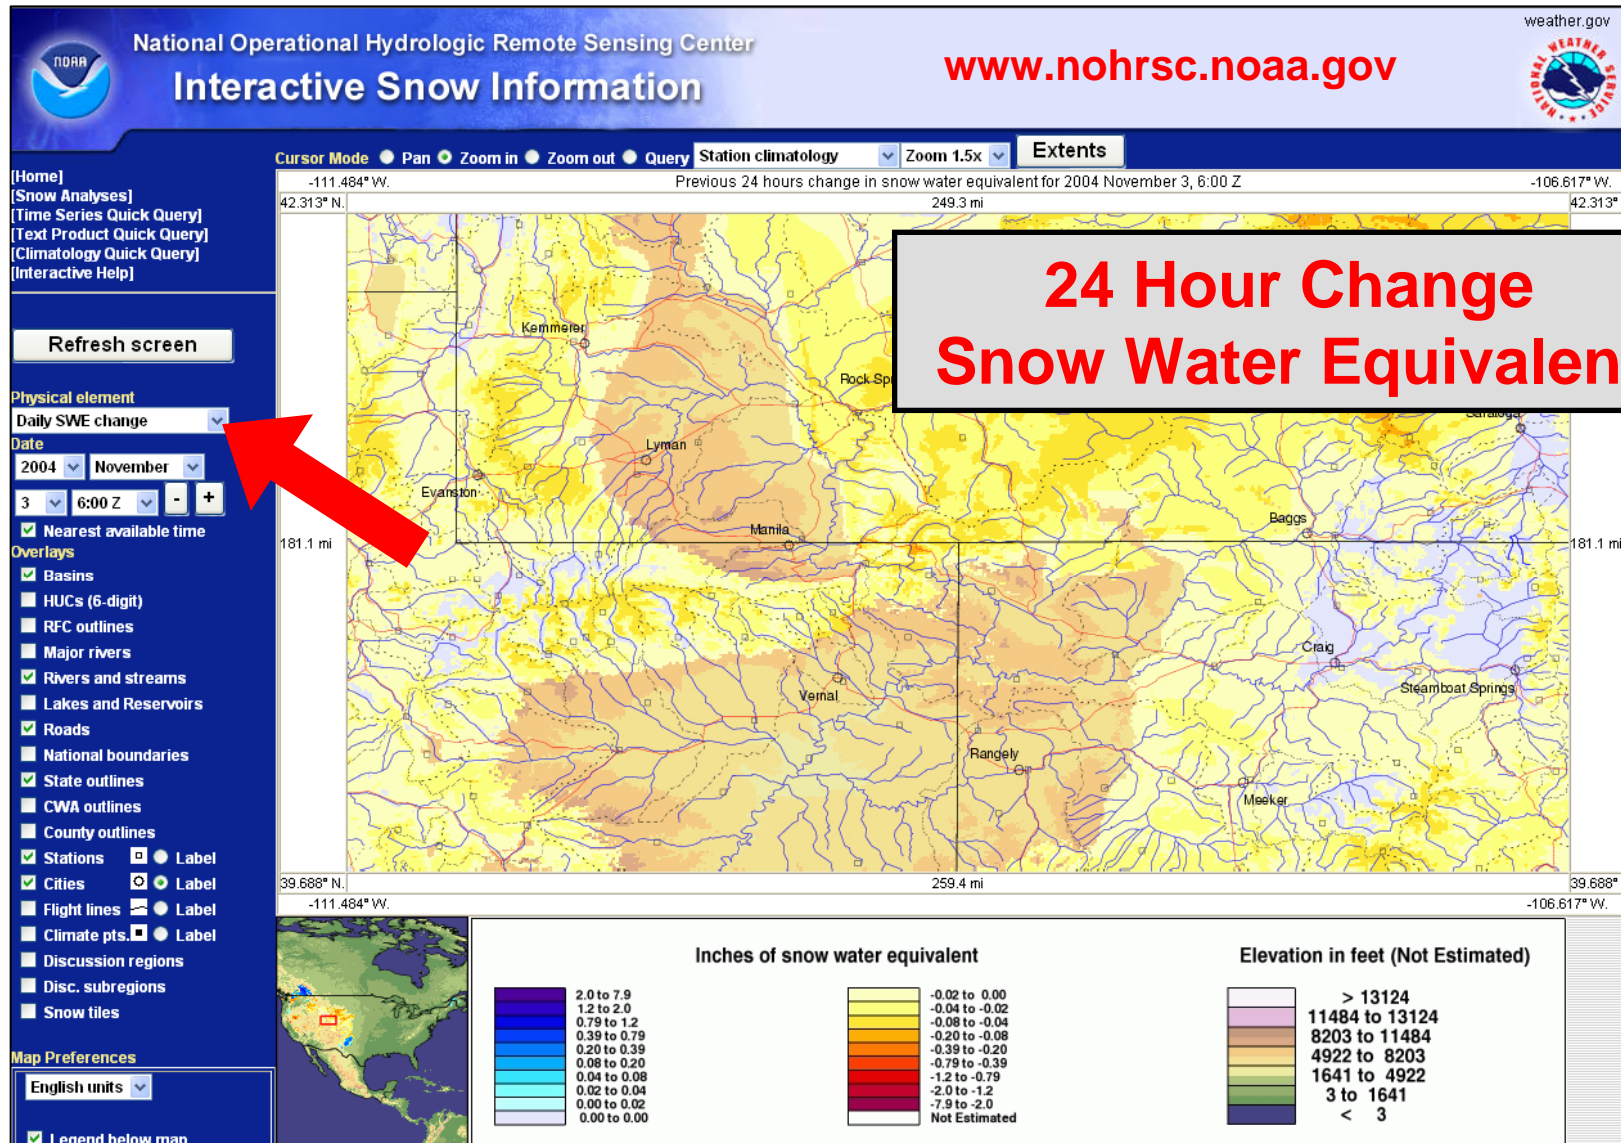 weather.gov
National Operational Hydrologic Remote Sensing Center
Interactive Snow Information
www.nohrsc.noaa.gov
NOAA
NATIONAL WEATHER SERVICE
Cursor Mode Pan Zoom in Zoom out Query Station climatology Zoom 1.5x Extents
[Home]
[Snow Analyses]
[Time Series Quick Query]
[Text Product Quick Query]
[Climatology Quick Query]
[Interactive Help]
Refresh screen
Physical element
Daily SWE change
Date
2004 November
3 6:00 Z - +
Nearest available time
Overlays
Basins
HUCs (6-digit)
RFC outlines
Major rivers
Rivers and streams
Lakes and Reservoirs
Roads
National boundaries
State outlines
CWA outlines
County outlines
Stations Label
Cities Label
Flight lines Label
Climate pts. Label
Discussion regions
Disc. subregions
Snow tiles
Map Preferences
English units
Legend below map
-111.484° W. Previous 24 hours change in snow water equivalent for 2004 November 3, 6:00 Z -106.617° W.
42.313° N. 249.3 mi 42.313°
24 Hour Change
Snow Water Equivalen
Kemmerer
Rock Sp
Saratoga
Lyman
Evanston
Baggs
Manila
181.1 mi 181.1 mi
Craig
Vernal
Steamboat Springs
Rangely
Meeker
39.688° N. 259.4 mi 39.688°
-111.484° W. -106.617° W.
Inches of snow water equivalent
2.0 to 7.9
1.2 to 2.0
0.79 to 1.2
0.39 to 0.79
0.20 to 0.39
0.08 to 0.20
0.04 to 0.08
0.02 to 0.04
0.00 to 0.02
0.00 to 0.00
-0.02 to 0.00
-0.04 to -0.02
-0.08 to -0.04
-0.20 to -0.08
-0.39 to -0.20
-0.79 to -0.39
-1.2 to -0.79
-2.0 to -1.2
-7.9 to -2.0
Not Estimated
Elevation in feet (Not Estimated)
> 13124
11484 to 13124
8203 to 11484
4922 to 8203
1641 to 4922
3 to 1641
< 3